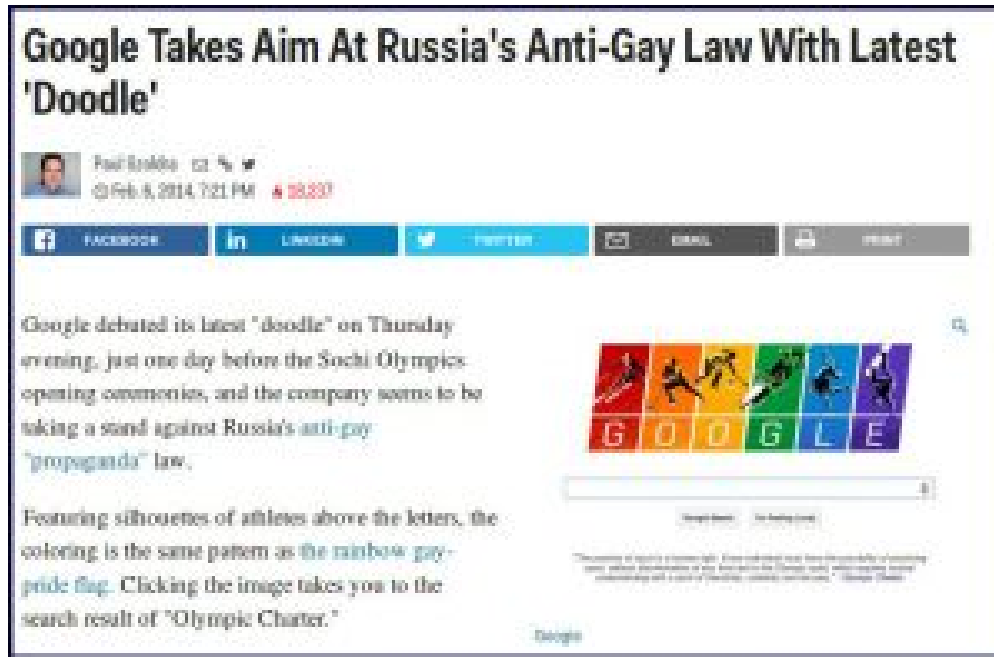 Google Takes Aim At Russia's Anti-Gay Law With Latest
'Doodle'
Paul
Feb. 6, 2014, 7:21 PM
FACEBOOK
LINKEDIN
TWITTER
EMAIL
PRINT
Google debuted its latest "doodle" on Thursday
evening, just one day before the Sochi Olympics
opening ceremonies, and the company seems to be
taking a stand against Russia's anti-gay
"propaganda" law.
Featuring silhouettes of athletes above the letters, the
coloring is the same pattern as the rainbow gay-
pride flag. Clicking the image takes you to the
search result of "Olympic Charter."
GOOGLE
Google